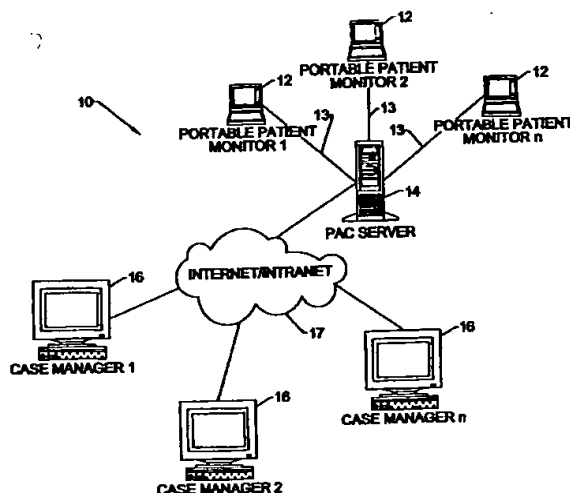 12
PORTABLE PATIENT
MONITOR 2
12
PORTABLE PATIENT
MONITOR 1
12
PORTABLE PATIENT
MONITOR n
10
13
13
13
14
PAC SERVER
INTERNET/INTRANET
17
16
CASE MANAGER 1
16
CASE MANAGER 2
16
CASE MANAGER n